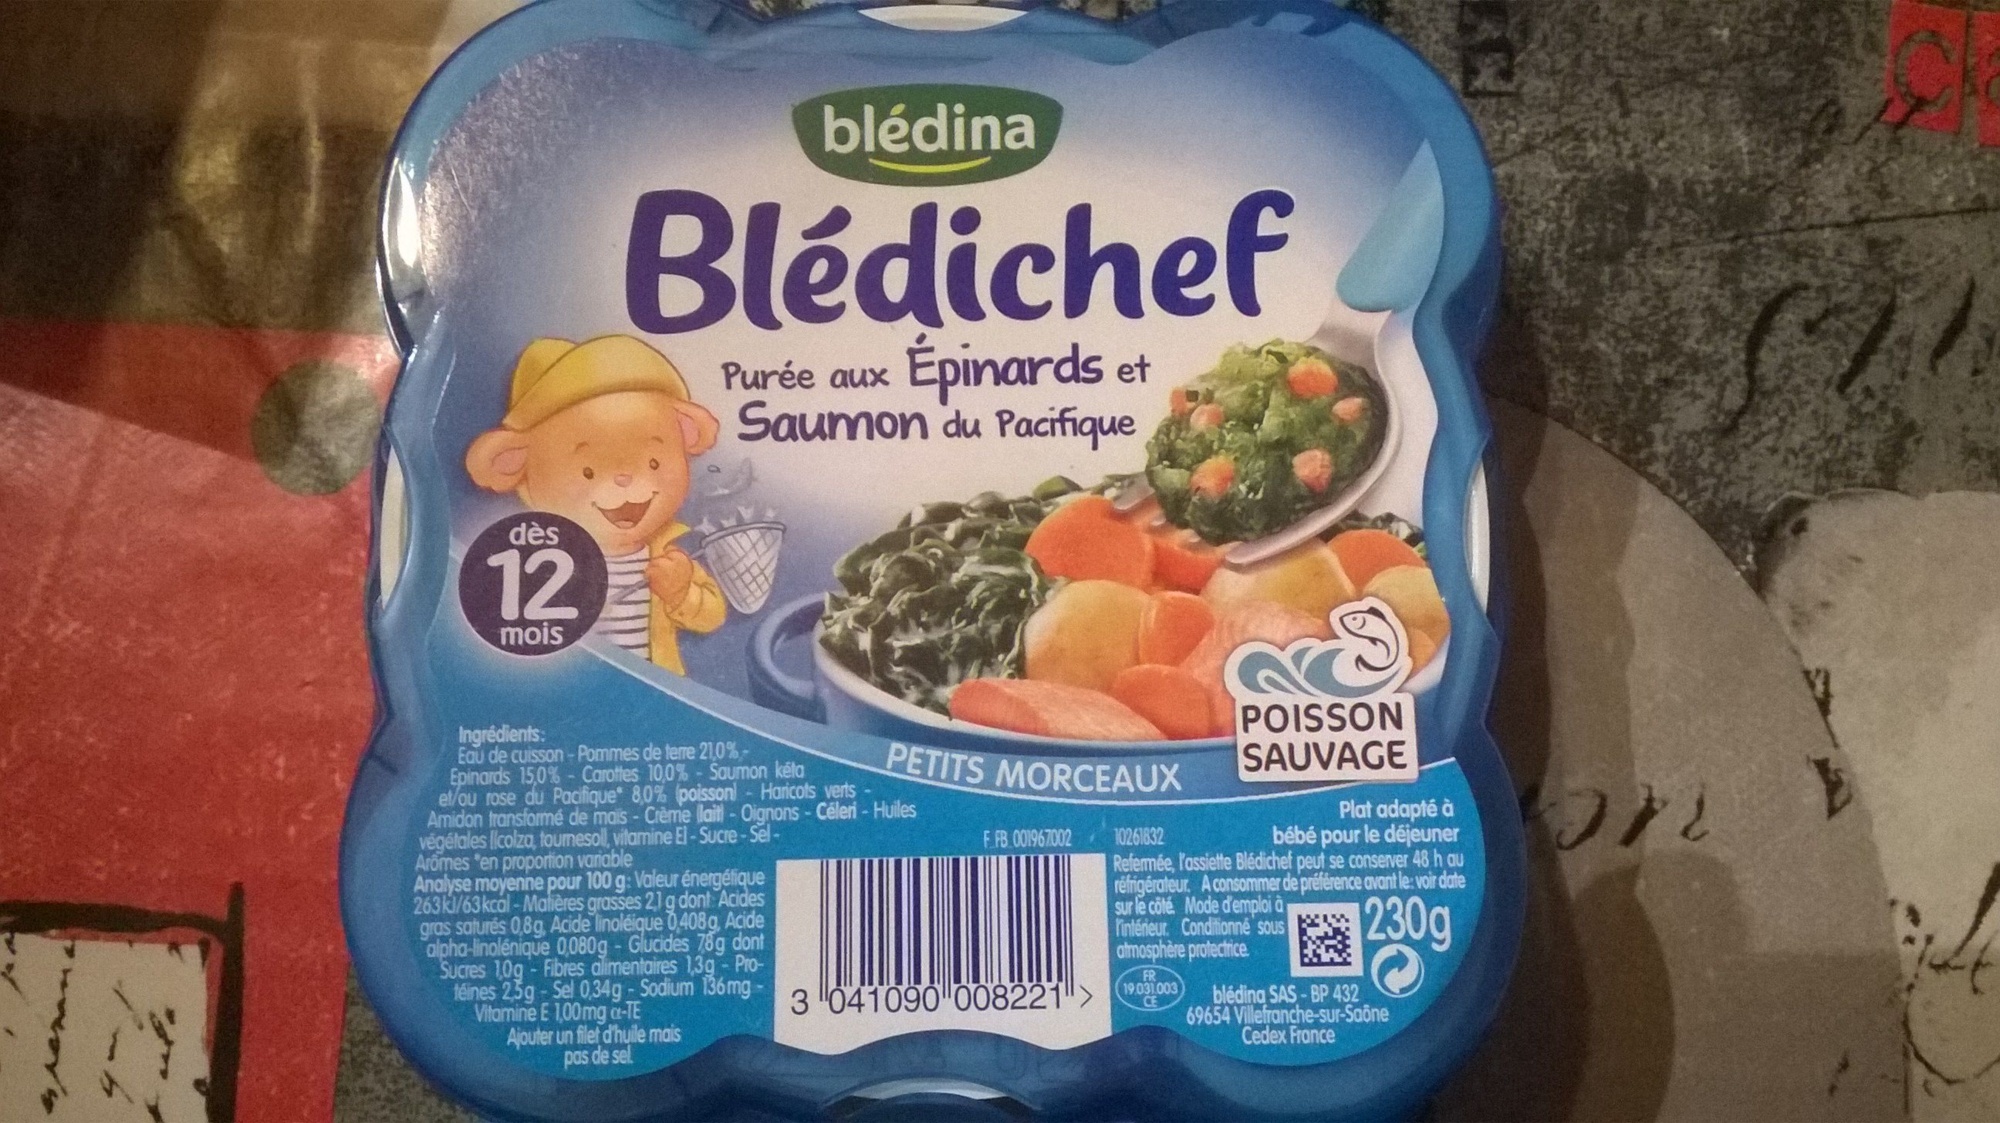 blédina
Blédichef
Purée aux Épinards et
Saumon du Pacifique
dès
12
mois
POISSON
SAUVAGE
PETITS MORCEAUX
Ingrédients:
Eau de cuisson - Pommes de terre 21,0% -
Epinards 15,0% - Carottes 10,0% - Saumon kéta
et/ou rose du Pacifique* 8,0% (poisson) - Haricots verts -
Amidon transformé de maïs - Crème (lait) - Oignons - Céleri - Huiles
végétales (colza, tournesol), vitamine E) - Sucre - Sel -
Arômes *en proportion variable
Analyse moyenne pour 100 g: Valeur énergétique
263kJ/63kcal - Matières grasses 2,1 g dont: Acides
gras saturés 0,8g, Acide linoléique 0,408g, Acide
alpha-linolénique 0,080g - Glucides 7,8g dont
Sucres 1,0g - Fibres alimentaires 1,3g - Pro-
téines 2,5g - Sel 0,34g - Sodium 136mg -
Vitamine E 1,00mg α-TE
Ajouter un filet d'huile mais
pas de sel.
F.FB.001967.002
10261832
3 041090 008221 >
Plat adapté à
bébé pour le déjeuner
Refermée, l'assiette Blédichef peut se conserver 48 h au
réfrigérateur. A consommer de préférence avant le: voir date
sur le côté. Mode d'emploi à
l'intérieur. Conditionné sous
atmosphère protectrice.
230g
FR
19.031.003
CE
blédina SAS - BP 432
69654 Villefranche-sur-Saône
Cedex France